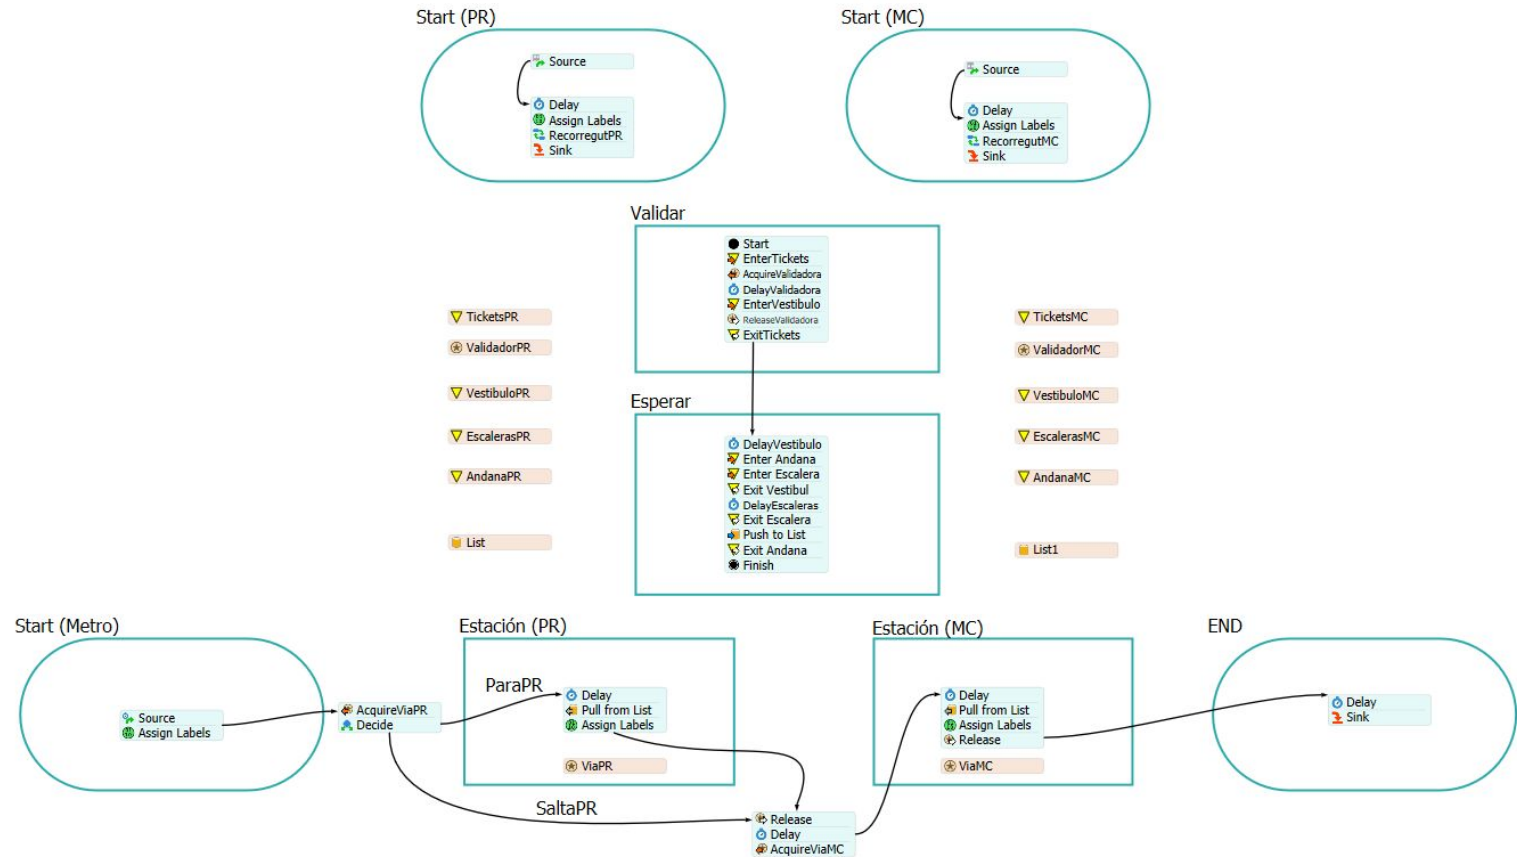 Start (PR)
Start (MC)
Source
Delay
Assign Labels
RecorregutPR
Sink
Source
Delay
Assign Labels
RecorregutMC
Sink
Validar
Start
EnterTickets
AcquireValidadora
DelayValidadora
EnterVestibulo
ReleaseValidadora
ExitTickets
TicketsPR
ValidadorPR
VestibuloPR
EscalerasPR
AndanaPR
List
TicketsMC
ValidadorMC
VestibuloMC
EscalerasMC
AndanaMC
List1
Esperar
DelayVestibulo
Enter Andana
Enter Escalera
Exit Vestibul
DelayEscaleras
Exit Escalera
Push to List
Exit Andana
Finish
Start (Metro)
Source
Assign Labels
AcquireViaPR
Decide
ParaPR
SaltaPR
Estación (PR)
Delay
Pull from List
Assign Labels
ViaPR
Release
Delay
AcquireViaMC
Estación (MC)
Delay
Pull from List
Assign Labels
Release
ViaMC
END
Delay
Sink